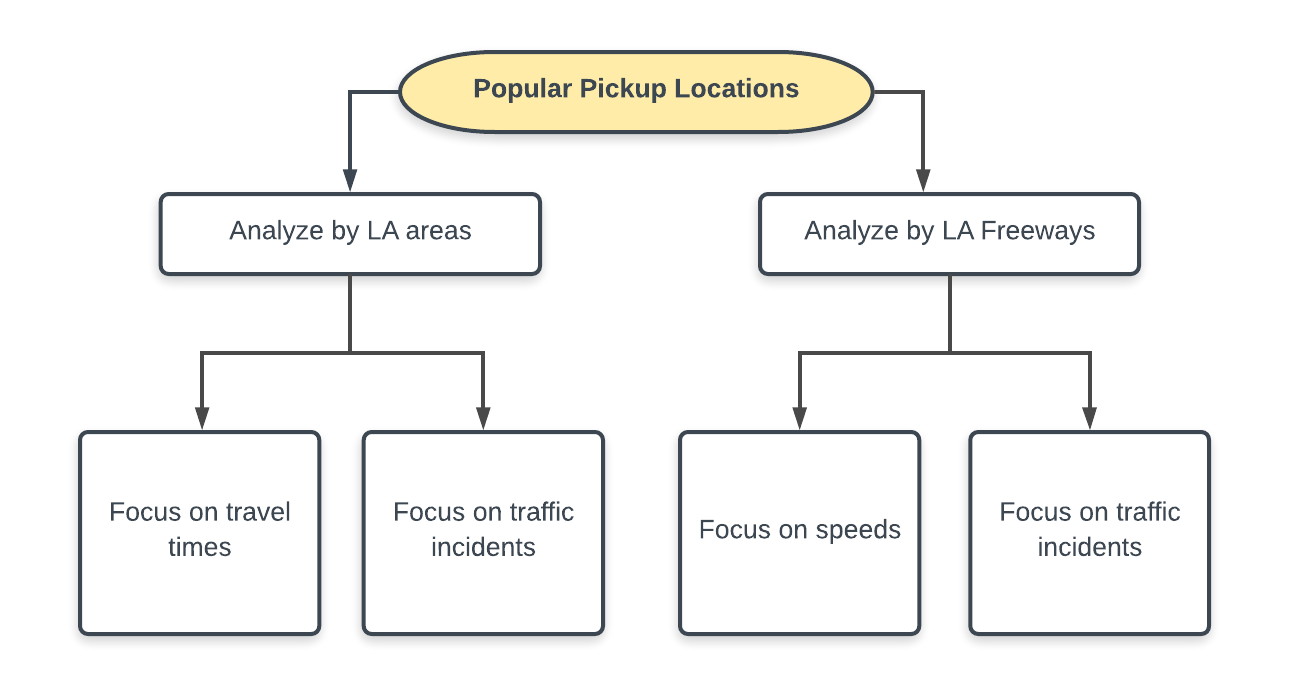 Popular Pickup Locations
Analyze by LA areas
Analyze by LA Freeways
Focus on travel
times
Focus on traffic
incidents
Focus on speeds
Focus on traffic
incidents